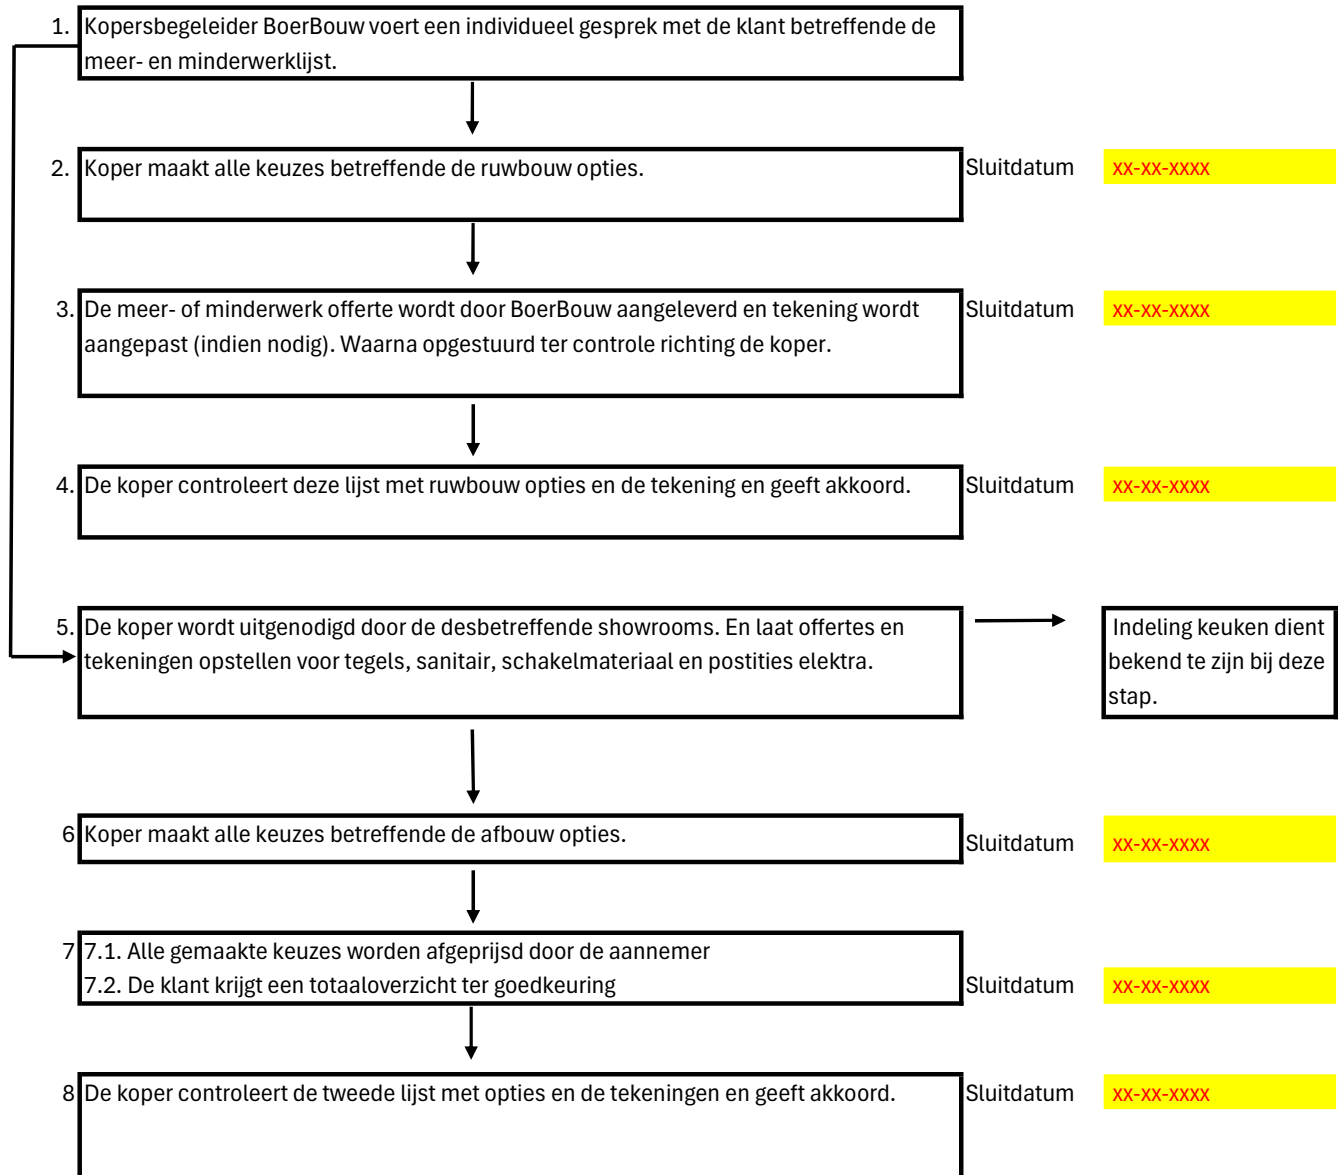 1. Kopersbegeleider BoerBouw voert een individueel gesprek met de klant betreffende de
meer- en minderwerklijst.
2. Koper maakt alle keuzes betreffende de ruwbouw opties. Sluitdatum xx-xx-xxxx
3. De meer- of minderwerk offerte wordt door BoerBouw aangeleverd en tekening wordt Sluitdatum xx-xx-xxxx
aangepast (indien nodig). Waarna opgestuurd ter controle richting de koper.
4. De koper controleert deze lijst met ruwbouw opties en de tekening en geeft akkoord. Sluitdatum xx-xx-xxxx
5. De koper wordt uitgenodigd door de desbetreffende showrooms. En laat offertes en
tekeningen opstellen voor tegels, sanitair, schakelmateriaal en postities elektra.
Indeling keuken dient
bekend te zijn bij deze
stap.
6 Koper maakt alle keuzes betreffende de afbouw opties.
Sluitdatum xx-xx-xxxx
7 7.1. Alle gemaakte keuzes worden afgeprijsd door de aannemer
7.2. De klant krijgt een totaaloverzicht ter goedkeuring Sluitdatum xx-xx-xxxx
8 De koper controleert de tweede lijst met opties en de tekeningen en geeft akkoord. Sluitdatum xx-xx-xxxx